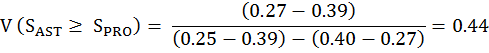 V (S_AST ≥ S_PRO) = (0.27 − 0.39) / ((0.25 − 0.39) − (0.40 − 0.27)) = 0.44